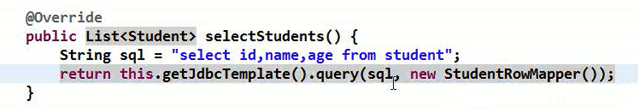 @Override
public List<Student> selectStudents() {
String sql = "select id,name,age from student";
return this.getJdbcTemplate().query(sql, new StudentRowMapper());
}